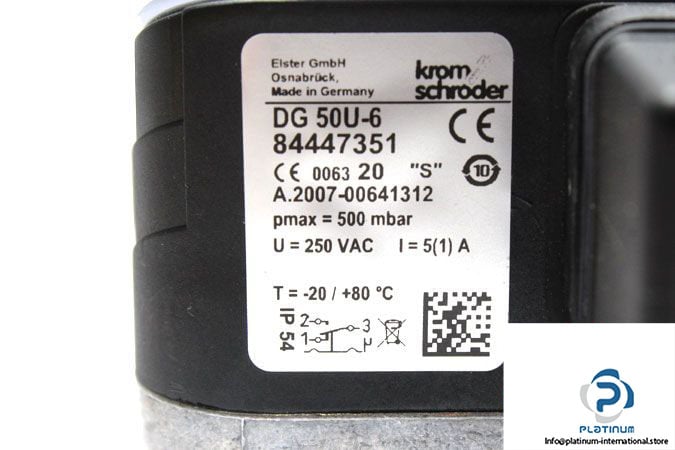 Elster GmbH
Osnabrück,
Made in Germany
krom
schroder
DG 50U-6
84447351
CE
CE 0063 20 "S"
10
A.2007-00641312
pmax = 500 mbar
U = 250 VAC I = 5(1) A
T = -20 / +80 °C
IP 54
2
1
3
PLATINUM
info@platinum-international.store